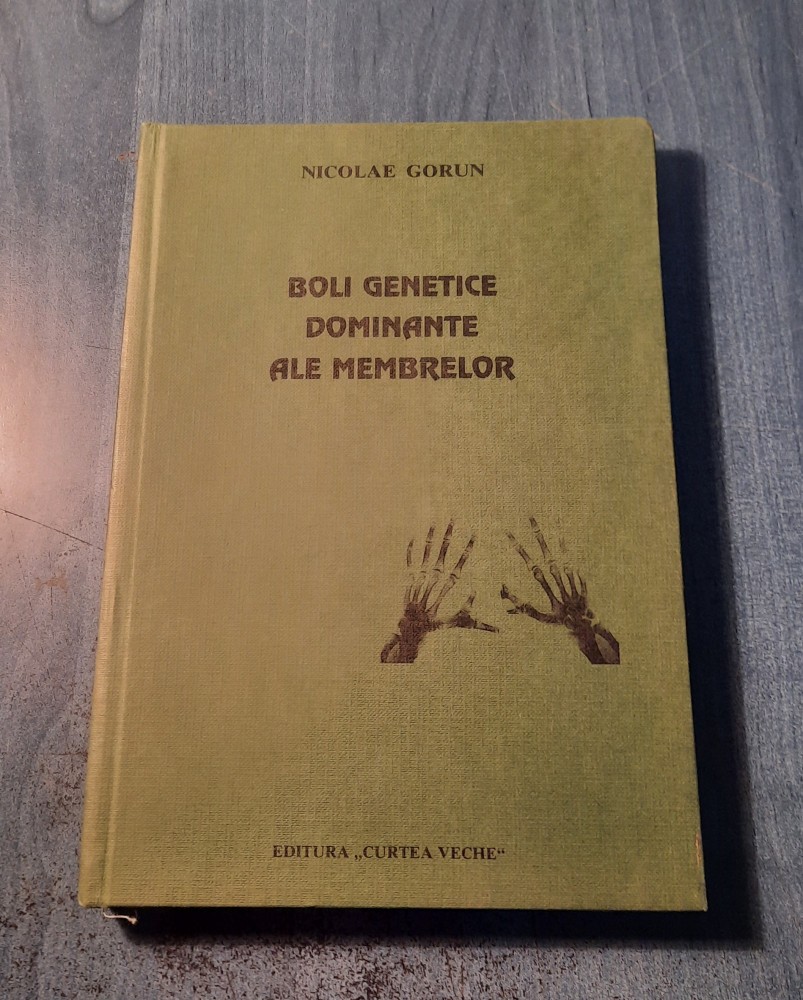 NICOLAE GORUN
BOLI GENETICE
DOMINANTE
ALE MEMBRELOR
EDITURA „CURTEA VECHE“